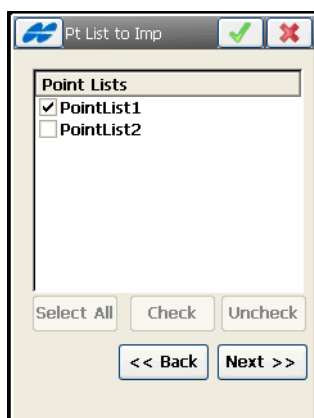 Pt List to Imp
Point Lists
PointList1
PointList2
Select All Check Uncheck
<< Back Next >>